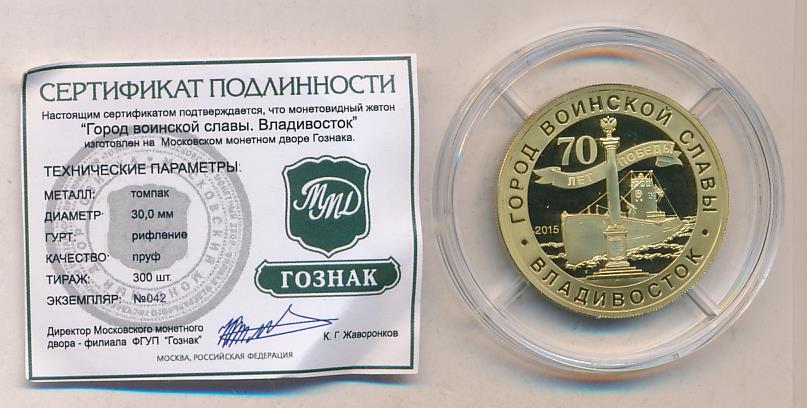 СЕРТИФИКАТ ПОДЛИННОСТИ
Настоящим сертификатом подтверждается, что монетовидный жетон
"Город воинской славы. Владивосток"
изготовлен на Московском монетном дворе Гознака.
ТЕХНИЧЕСКИЕ ПАРАМЕТРЫ:
МЕТАЛЛ: томпак
ДИАМЕТР: 30,0 мм
ГУРТ: рифление
КАЧЕСТВО: пруф
ТИРАЖ: 300 шт.
ЭКЗЕМПЛЯР: №042
ММД
ГОЗНАК
Директор Московского монетного
двора - филиала ФГУП "Гознак"
К. Г. Жаворонков
МОСКВА, РОССИЙСКАЯ ФЕДЕРАЦИЯ
ГОРОД ВОИНСКОЙ СЛАВЫ
70
ЛЕТ ПОБЕДЫ
2015
• ВЛАДИВОСТОК •